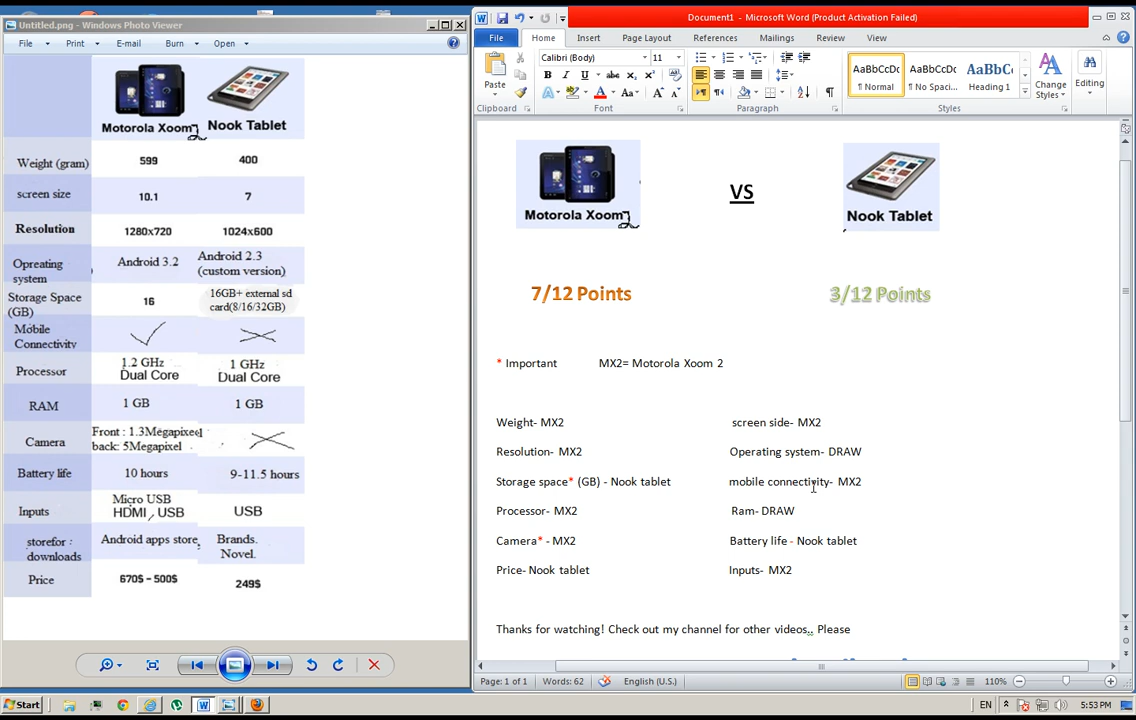 Untitled.png - Windows Photo Viewer
File Print E-mail Burn Open
Motorola Xoom 2 Nook Tablet
Weight (gram) 599 400
screen size 10.1 7
Resolution 1280x720 1024x600
Opreating system Android 3.2 Android 2.3 (custom version)
Storage Space (GB) 16 16GB+ external sd card(8/16/32GB)
Mobile Connectivity
Processor 1.2 GHz Dual Core 1 GHz Dual Core
RAM 1 GB 1 GB
Camera Front : 1.3Megapixel back: 5Megapixel
Battery life 10 hours 9-11.5 hours
Inputs Micro USB HDMI, USB USB
storefor : downloads Android apps store, Brands. Novel.
Price 670$ - 500$ 249$
Document1 - Microsoft Word (Product Activation Failed)
File Home Insert Page Layout References Mailings Review View
Paste
Calibri (Body) 11
B I U abc x₂ x²
AaBbCcDc AaBbCcDc AaBbC
¶ Normal ¶ No Spaci... Heading 1
Change Styles
Editing
Clipboard Font Paragraph Styles
Motorola Xoom 2 VS Nook Tablet
7/12 Points 3/12 Points
* Important MX2= Motorola Xoom 2
Weight- MX2 screen side- MX2
Resolution- MX2 Operating system- DRAW
Storage space* (GB) - Nook tablet mobile connectivity- MX2
Processor- MX2 Ram- DRAW
Camera* - MX2 Battery life - Nook tablet
Price- Nook tablet Inputs- MX2
Thanks for watching! Check out my channel for other videos.. Please
Page: 1 of 1 Words: 62 English (U.S.) 110%
Start EN 5:53 PM